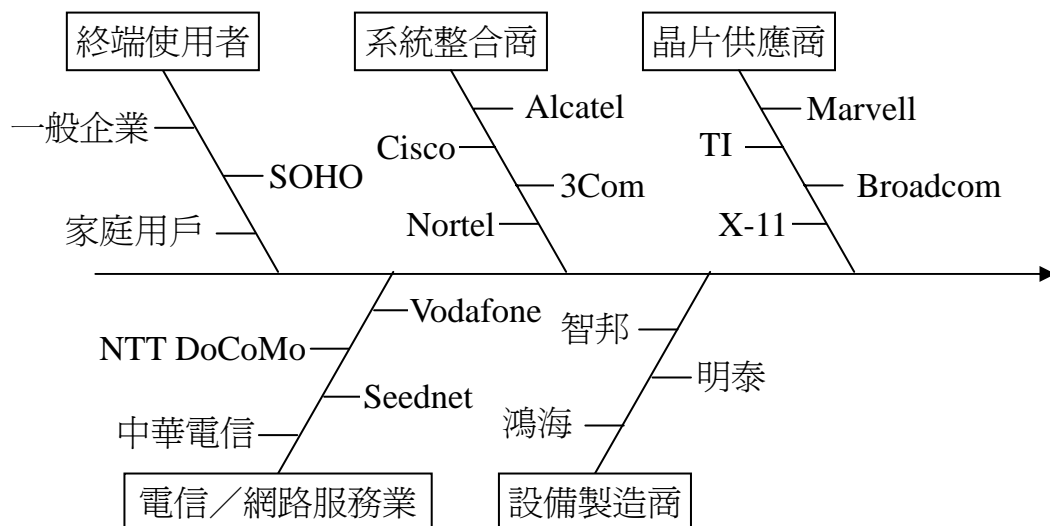 終端使用者
系統整合商
晶片供應商
一般企業
SOHO
家庭用戶
Alcatel
Cisco
3Com
Nortel
Marvell
TI
Broadcom
X-11
Vodafone
NTT DoCoMo
Seednet
中華電信
智邦
明泰
鴻海
電信／網路服務業
設備製造商